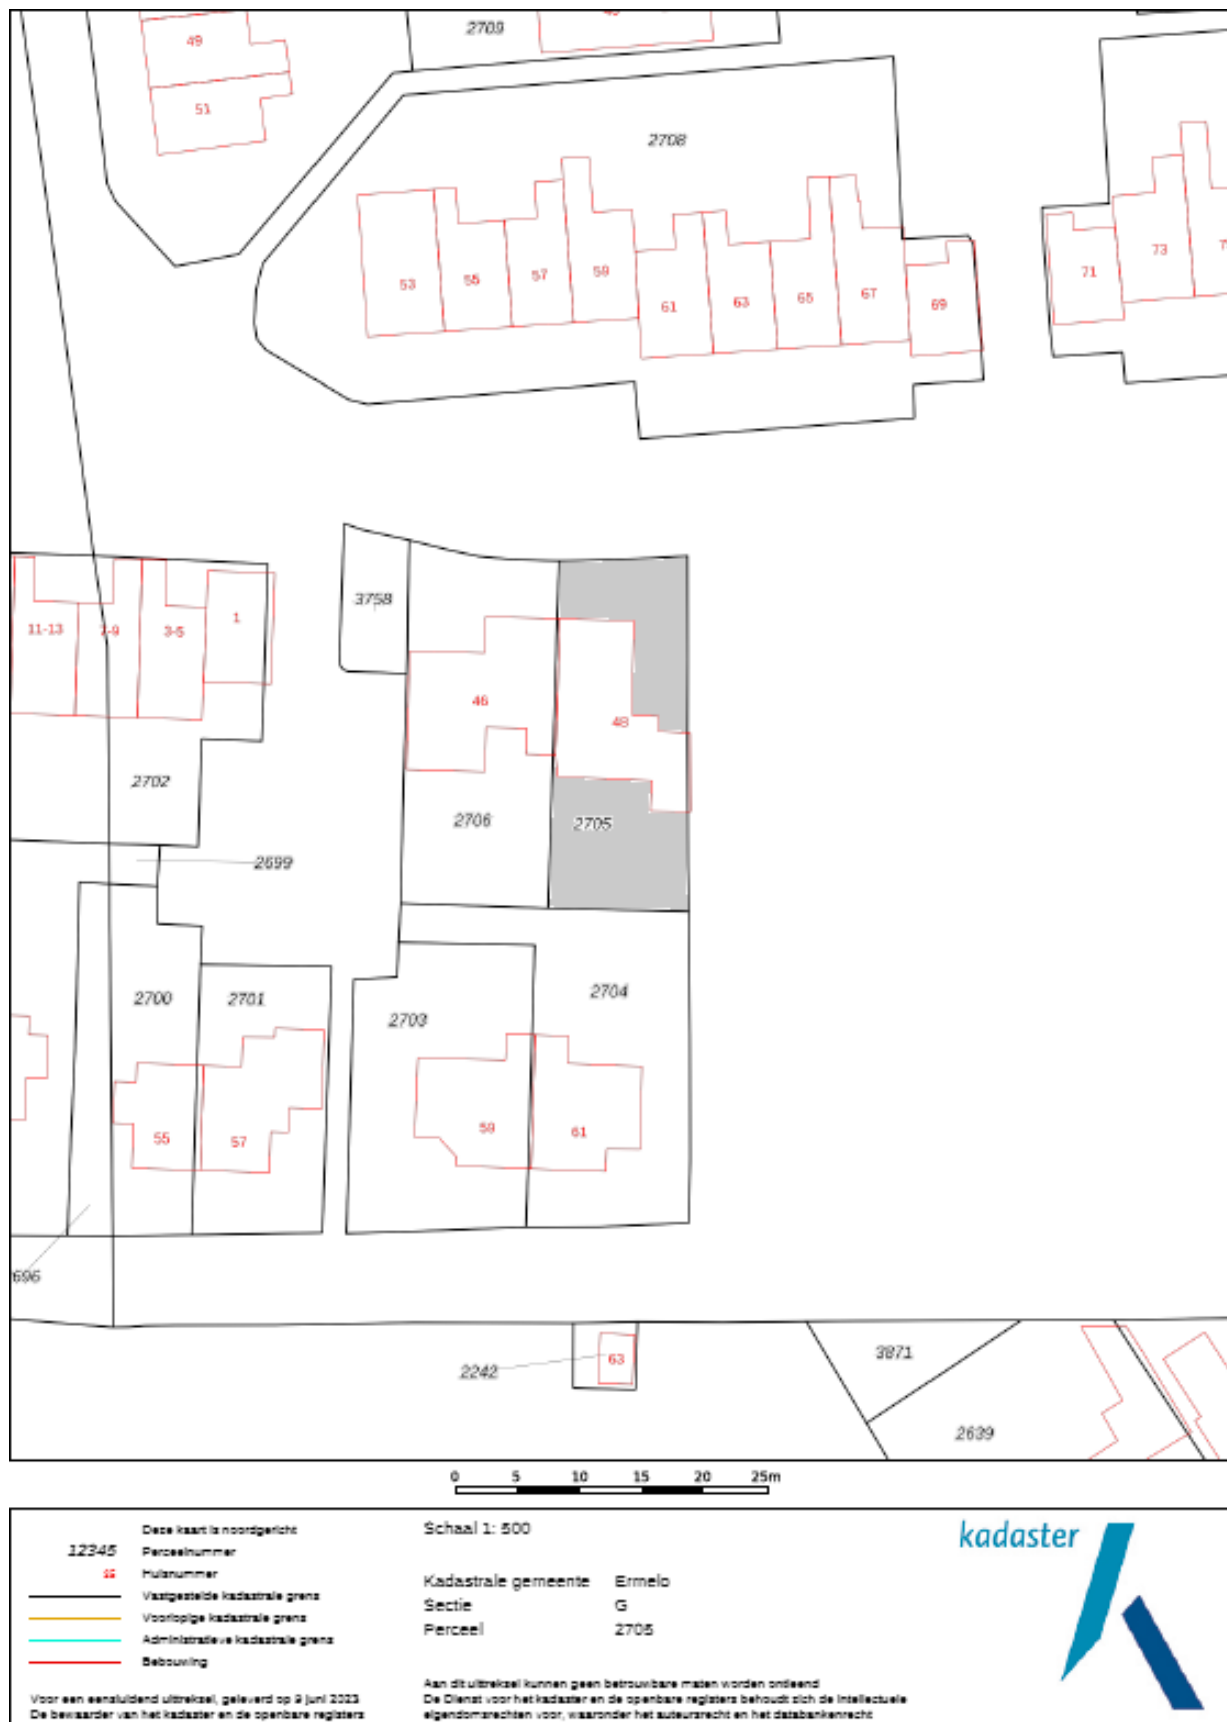 49
2709
51
2708
53
55
57
59
61
63
65
67
69
71
73
3758
11-13
7-9
3-5
1
46
48
2702
2706
2705
2699
2700
2701
2703
2704
55
57
59
61
2242
63
3871
2639
0 5 10 15 20 25m
Deze kaart is noordgericht
12345 Perceelnummer
Huisnummer
Vastgestelde kadastrale grens
Voorlopige kadastrale grens
Administratieve kadastrale grens
Bebouwing
Voor een eensluidend uittreksel, geleverd op 9 juni 2023
De bewaarder van het kadaster en de openbare registers
Schaal 1: 500
Kadastrale gemeente Ermelo
Sectie G
Perceel 2705
Aan dit uittreksel kunnen geen betrouwbare maten worden ontleend
De Dienst voor het kadaster en de openbare registers behoudt zich de intellectuele
eigendomsrechten voor, waaronder het auteursrecht en het databankenrecht
kadaster